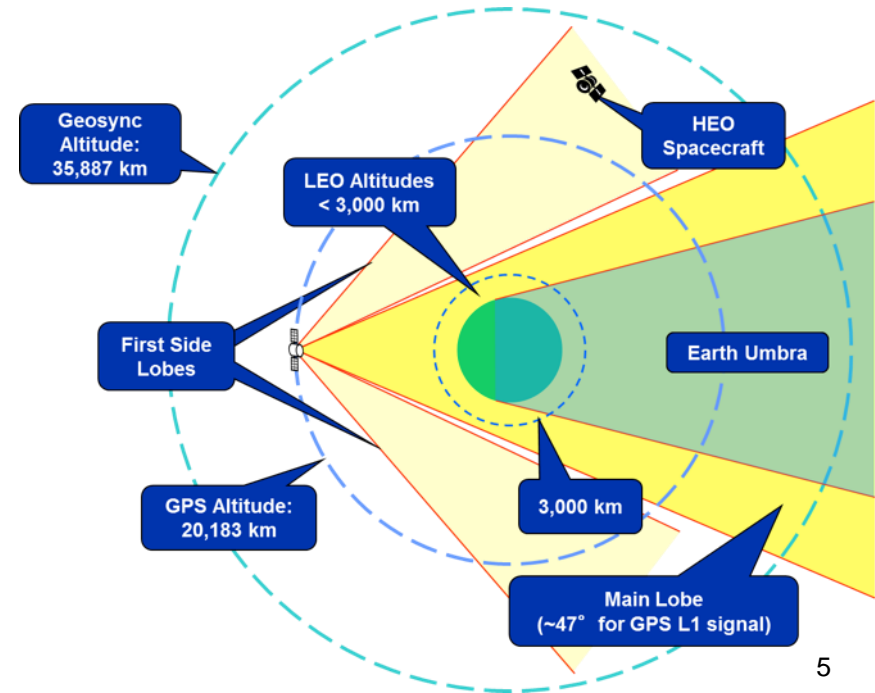 Geosync
Altitude:
35,887 km
HEO
Spacecraft
LEO Altitudes
< 3,000 km
First Side
Lobes
Earth Umbra
GPS Altitude:
20,183 km
3,000 km
Main Lobe
(~47° for GPS L1 signal)
5